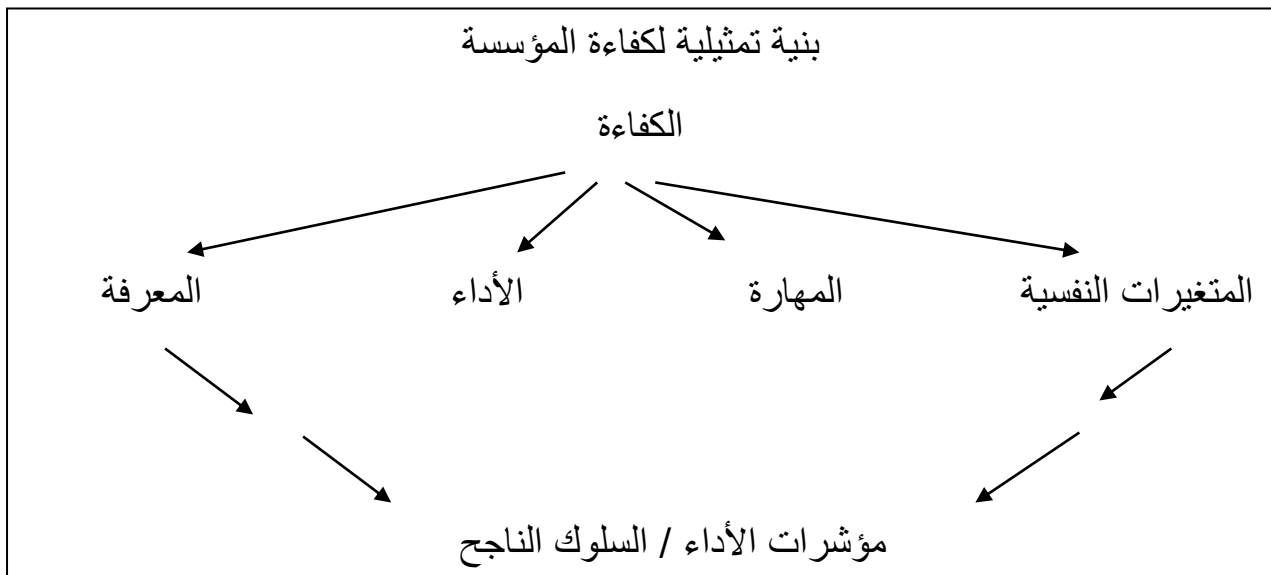 بنية تمثيلية لكفاءة المؤسسة
الكفاءة
المتغيرات النفسية المهارة الأداء المعرفة
مؤشرات الأداء / السلوك الناجح